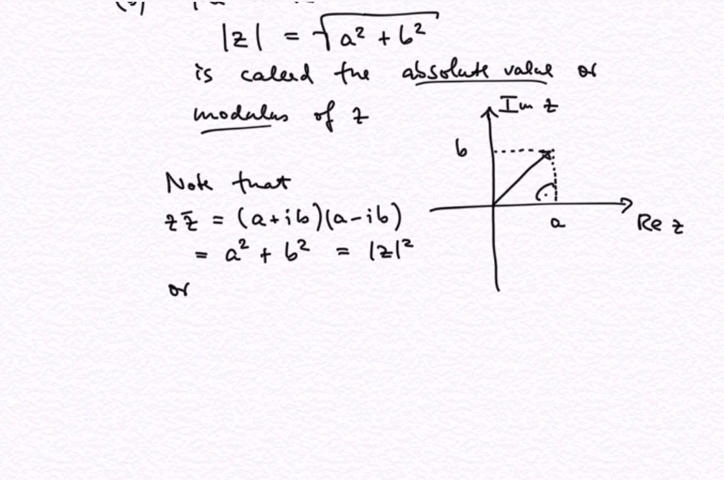 |z| = √(a² + b²)
is called the absolute value or
modulus of z
Im z
b
a
Re z
Note that
z z̄ = (a+ib)(a-ib)
= a² + b² = |z|²
or